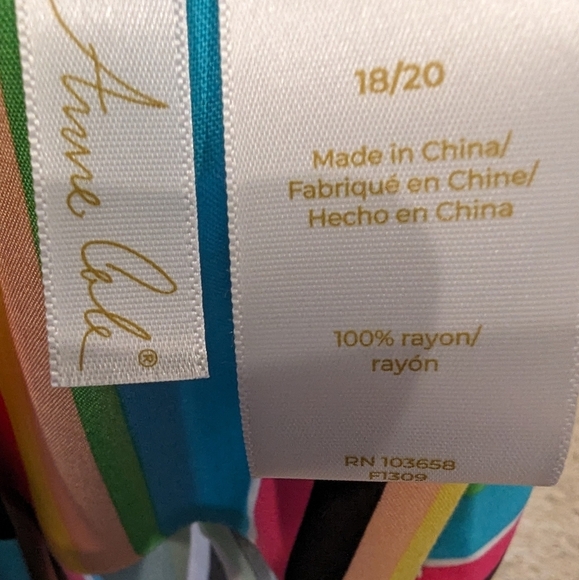 Anne Cole®
18/20
Made in China/
Fabriqué en Chine/
Hecho en China
100% rayon/
rayón
RN 103658
F1309